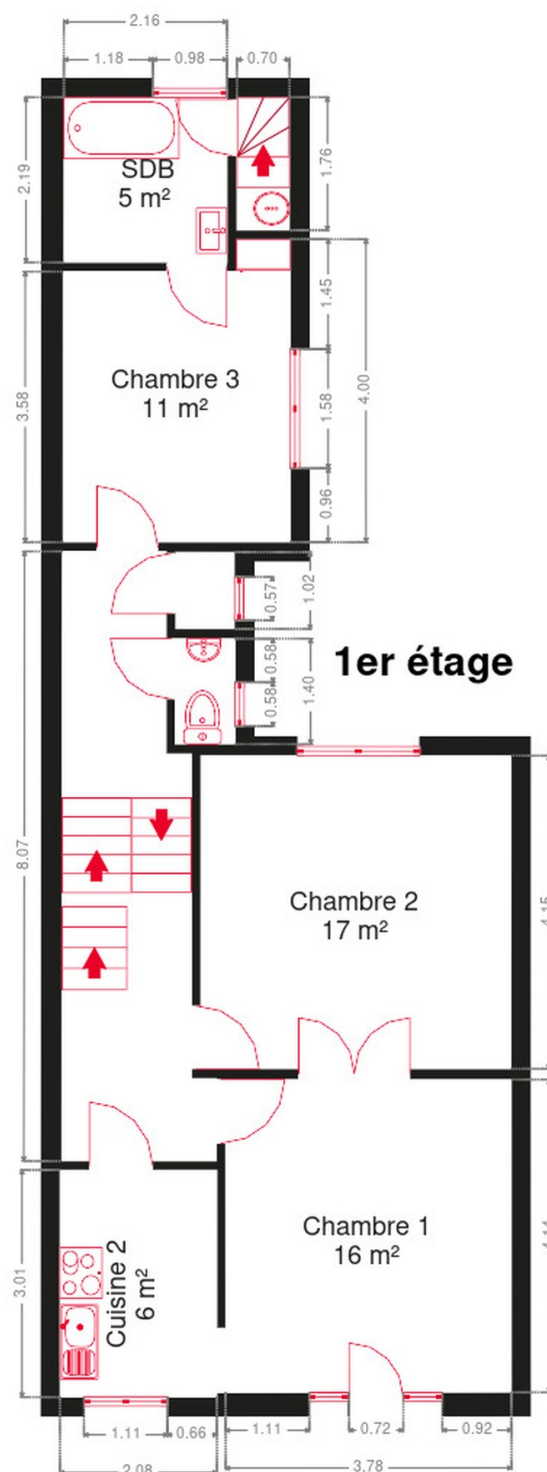 2.16
1.18
0.98
0.70
2.19
SDB
5 m²
1.76
3.58
Chambre 3
11 m²
1.45
1.58
0.96
4.00
0.57
1.02
0.58
0.58
1.40
1er étage
8.07
Chambre 2
17 m²
4.15
3.01
Cuisine 2
6 m²
Chambre 1
16 m²
1.11
0.66
1.11
0.72
0.92
2.08
3.78